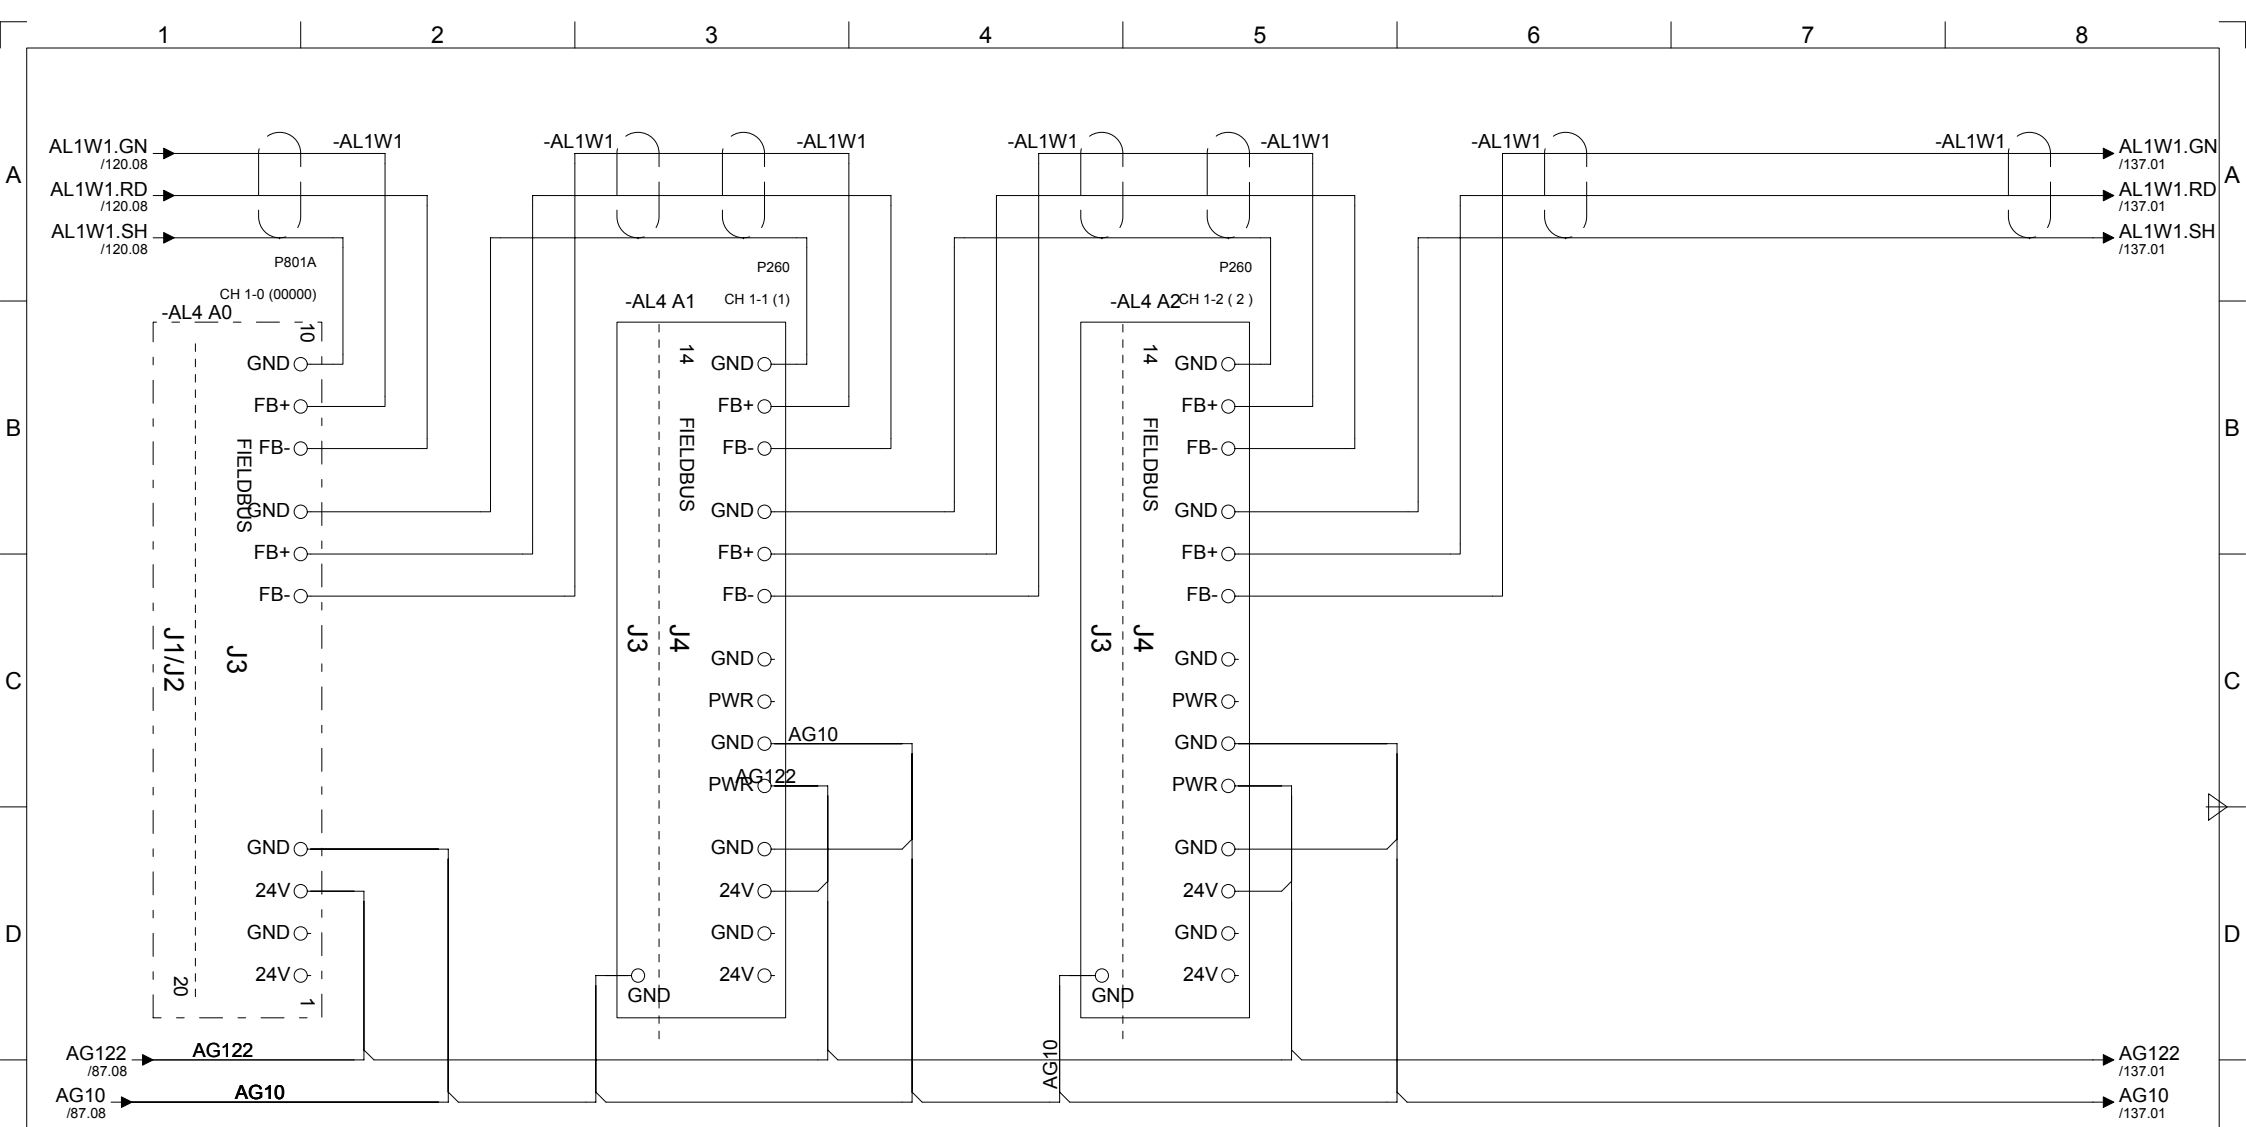 1 2 3 4 5 6 7 8
-AL1W1 -AL1W1 -AL1W1 -AL1W1 -AL1W1 -AL1W1 -AL1W1
AL1W1.GN AL1W1.GN
/120.08 /137.01
A A
AL1W1.RD AL1W1.RD
/120.08 /137.01
AL1W1.SH AL1W1.SH
/120.08 /137.01
P801A P260 P260
CH 1-0 (00000) CH 1-1 (1) CH 1-2 ( 2 )
-AL4 A0 -AL4 A1 -AL4 A2
10 14 14
GND GND GND
FB+ FB+ FB+
B B
FB- FB- FB-
FIELDBUS FIELDBUS FIELDBUS
GND GND GND
FB+ FB+ FB+
FB- FB- FB-
J1/J2 J3 J3 J4 J3 J4
GND GND
C C
PWR PWR
GND AG10 GND
PWR AG122 PWR
GND GND GND
24V 24V 24V
D D
GND GND GND
24V 24V 24V
20 1 GND GND
AG122 AG122 AG10 AG122
/87.08 /137.01
AG10 AG10 AG10
/87.08 /137.01